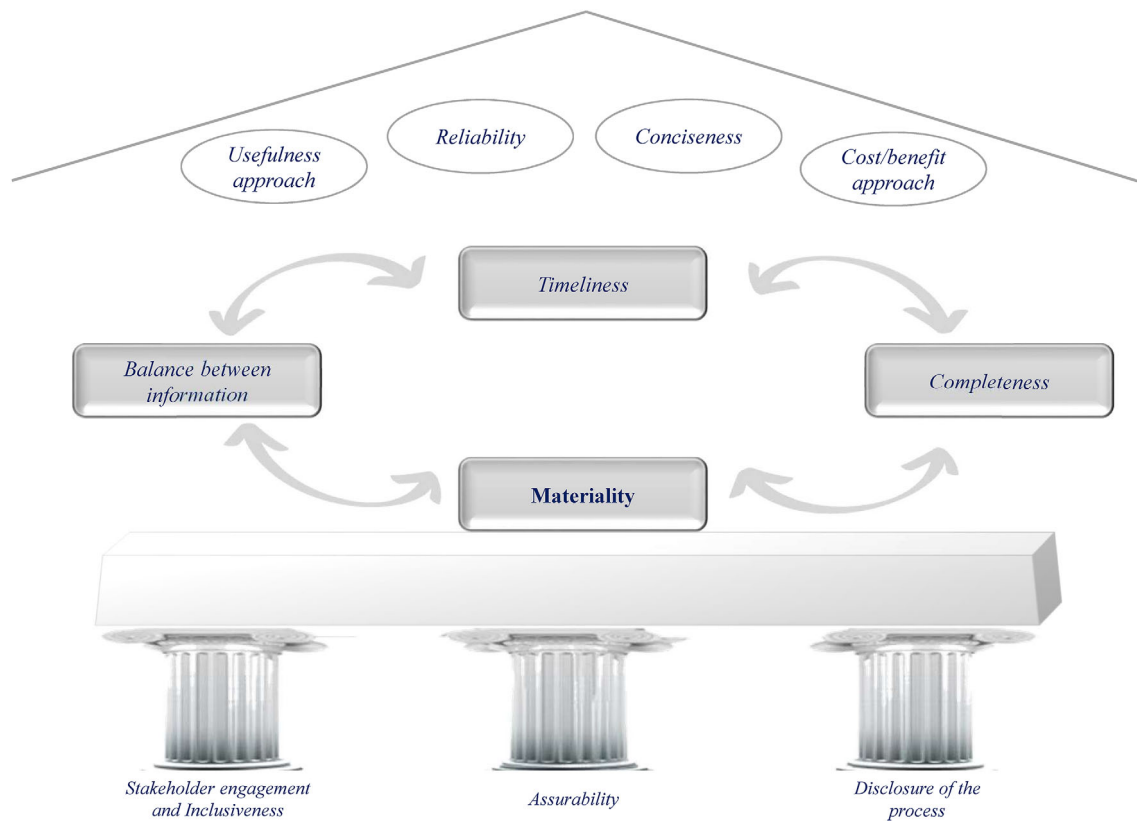 Usefulness
approach
Reliability
Conciseness
Cost/benefit
approach
Timeliness
Balance between
information
Completeness
Materiality
Stakeholder engagement
and Inclusiveness
Assurability
Disclosure of the
process